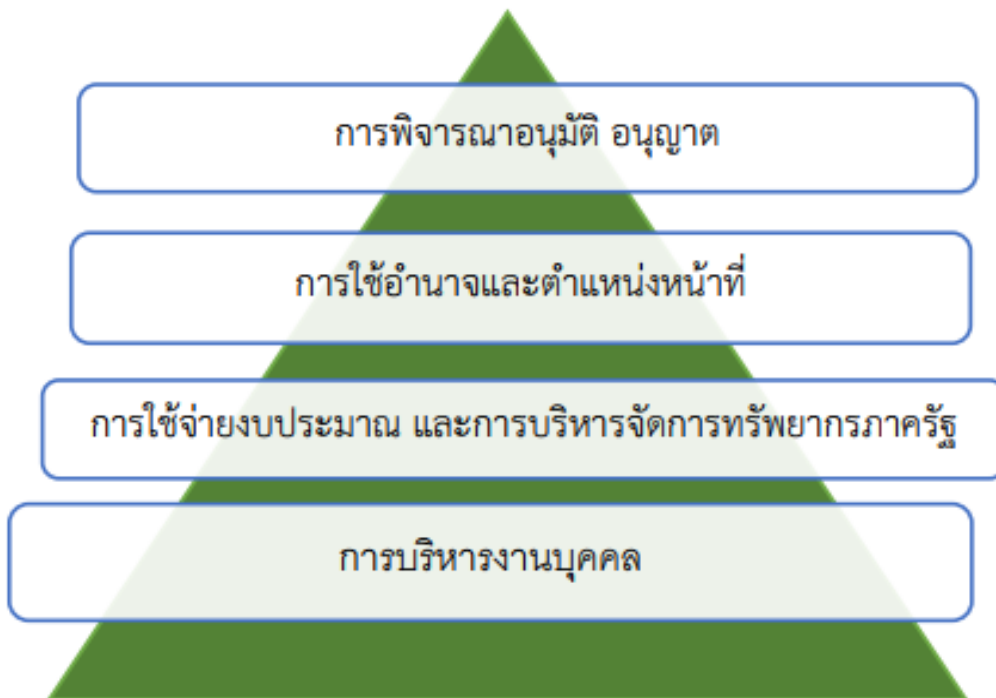 การพิจารณาอนุมัติ อนุญาต
การใช้อำนาจและตำแหน่งหน้าที่
การใช้จ่ายงบประมาณ และการบริหารจัดการทรัพยากรภาครัฐ
การบริหารงานบุคคล